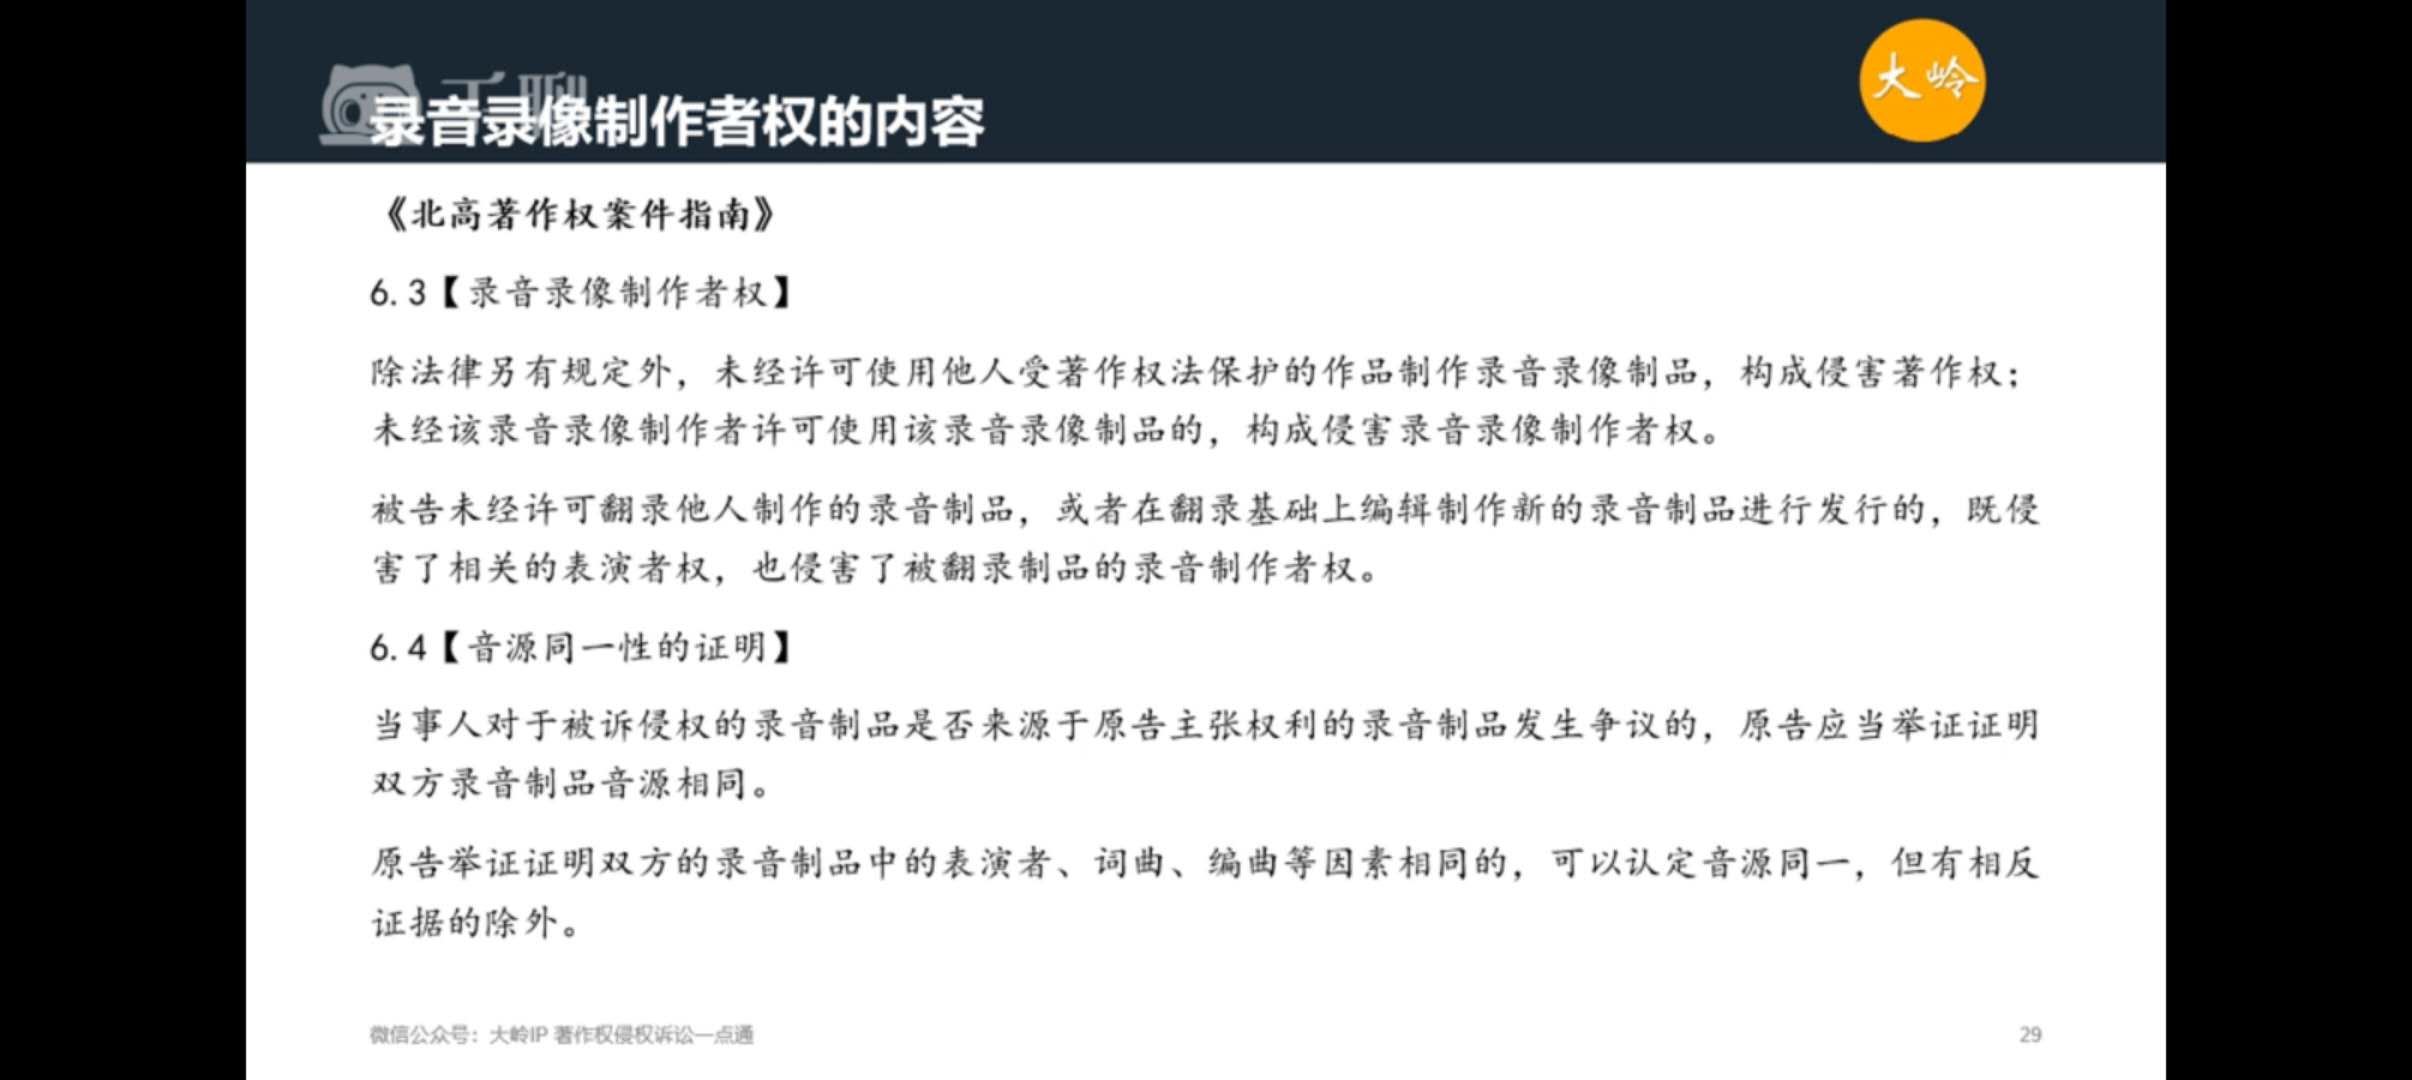 千聊
大岭
录音录像制作者权的内容
《北高著作权案件指南》
6.3【录音录像制作者权】
除法律另有规定外，未经许可使用他人受著作权法保护的作品制作录音录像制品，构成侵害著作权；
未经该录音录像制作者许可使用该录音录像制品的，构成侵害录音录像制作者权。
被告未经许可翻录他人制作的录音制品，或者在翻录基础上编辑制作新的录音制品进行发行的，既侵
害了相关的表演者权，也侵害了被翻录制品的录音制作者权。
6.4【音源同一性的证明】
当事人对于被诉侵权的录音制品是否来源于原告主张权利的录音制品发生争议的，原告应当举证证明
双方录音制品音源相同。
原告举证证明双方的录音制品中的表演者、词曲、编曲等因素相同的，可以认定音源同一，但有相反
证据的除外。
微信公众号：大岭IP 著作权侵权诉讼一点通
29